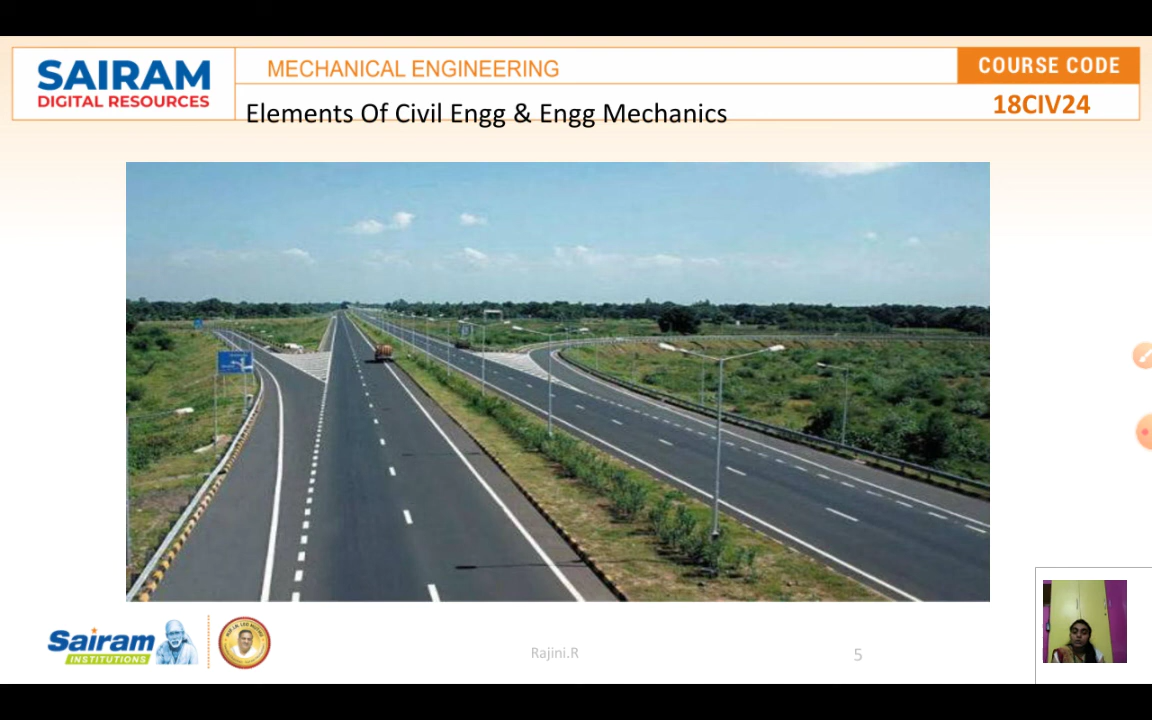 SAIRAM
DIGITAL RESOURCES
MECHANICAL ENGINEERING
COURSE CODE
Elements Of Civil Engg & Engg Mechanics
18CIV24
Sairam
INSTITUTIONS
Rajini.R
5